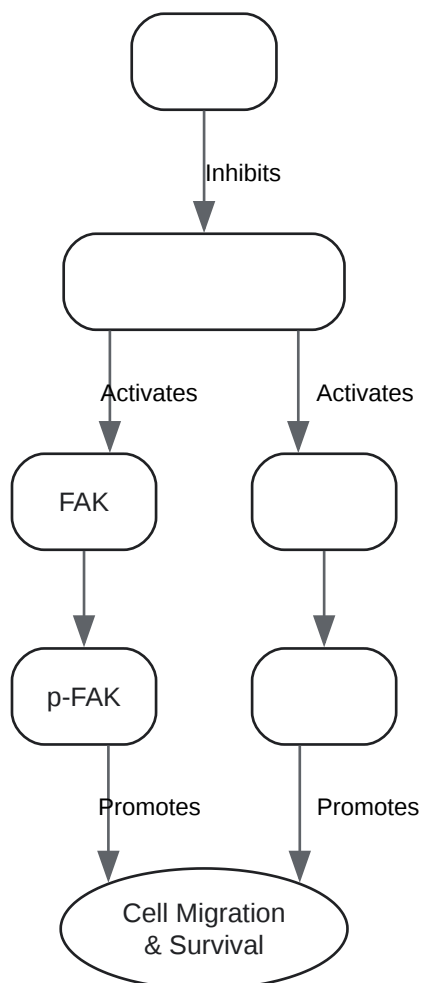 Inhibits
Activates
Activates
FAK
p-FAK
Promotes
Promotes
Cell Migration
& Survival